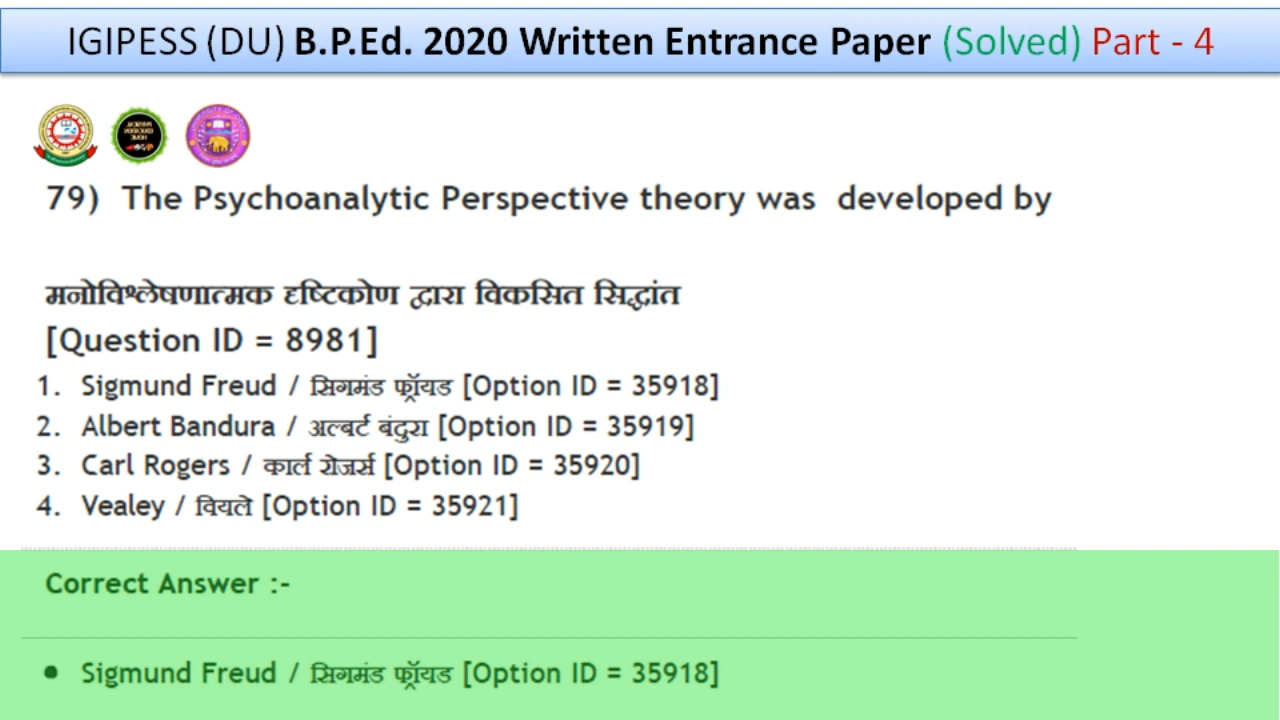 IGIPESS (DU) B.P.Ed. 2020 Written Entrance Paper (Solved) Part - 4
79) The Psychoanalytic Perspective theory was developed by
मनोविश्लेषणात्मक दृष्टिकोण द्वारा विकसित सिद्धांत
[Question ID = 8981]
1. Sigmund Freud / सिगमंड फ्रॉयड [Option ID = 35918]
2. Albert Bandura / अल्बर्ट बंदुरा [Option ID = 35919]
3. Carl Rogers / कार्ल रोजर्स [Option ID = 35920]
4. Vealey / वियले [Option ID = 35921]
Correct Answer :-
• Sigmund Freud / सिगमंड फ्रॉयड [Option ID = 35918]